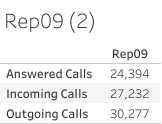 Rep09 (2)
Rep09
Answered Calls 24,394
Incoming Calls 27,232
Outgoing Calls 30,277